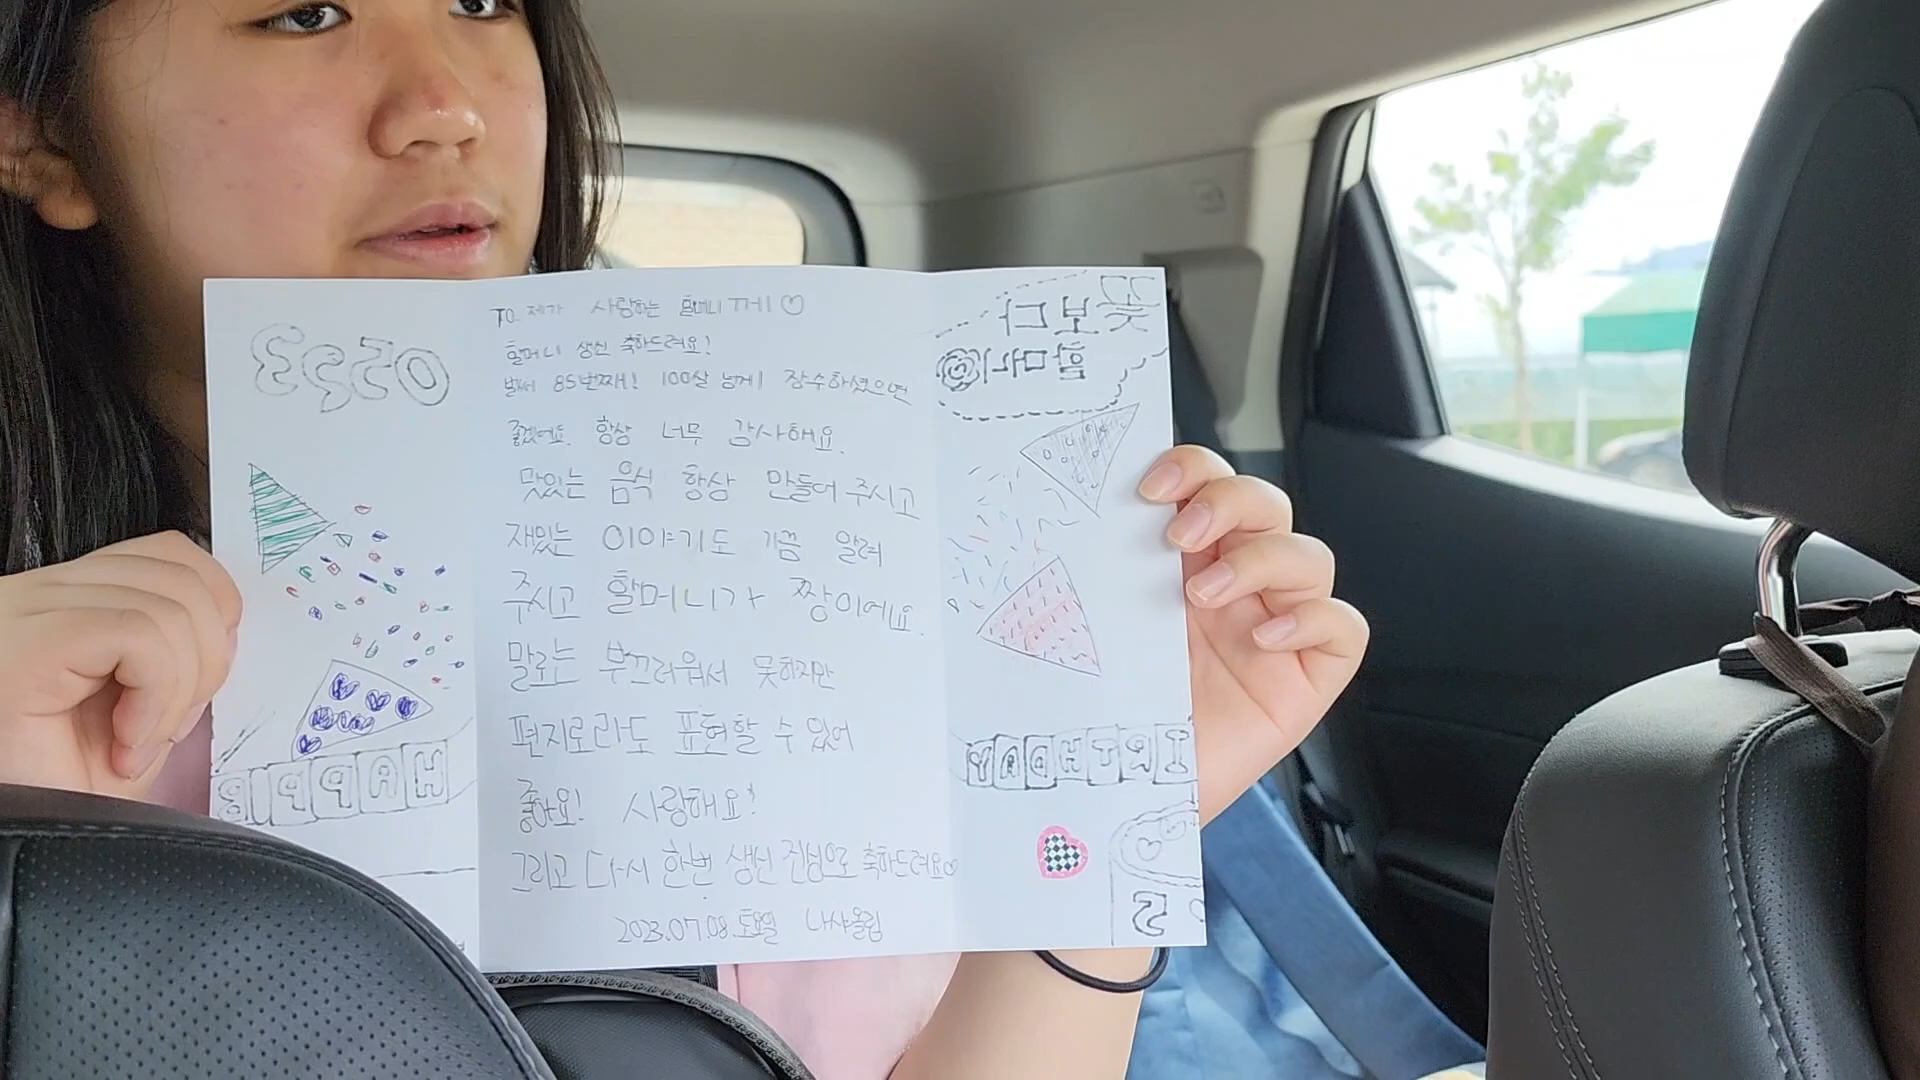 TO. 제가 사랑하는 할머니께♡
할머니 생신 축하드려요!
벌써 85번째! 100살 넘게 장수하셨으면
좋겠어요. 항상 너무 감사해요.
맛있는 음식 항상 만들어 주시고
재밌는 이야기도 가끔 알려
주시고 할머니가 짱이에요.
말로는 부끄러워서 못하지만
편지로라도 표현할 수 있어
좋아요! 사랑해요!
그리고 다시 한번 생신 진심으로 축하드려요♡
2023.07.08.토요일
꽃보다
할머니